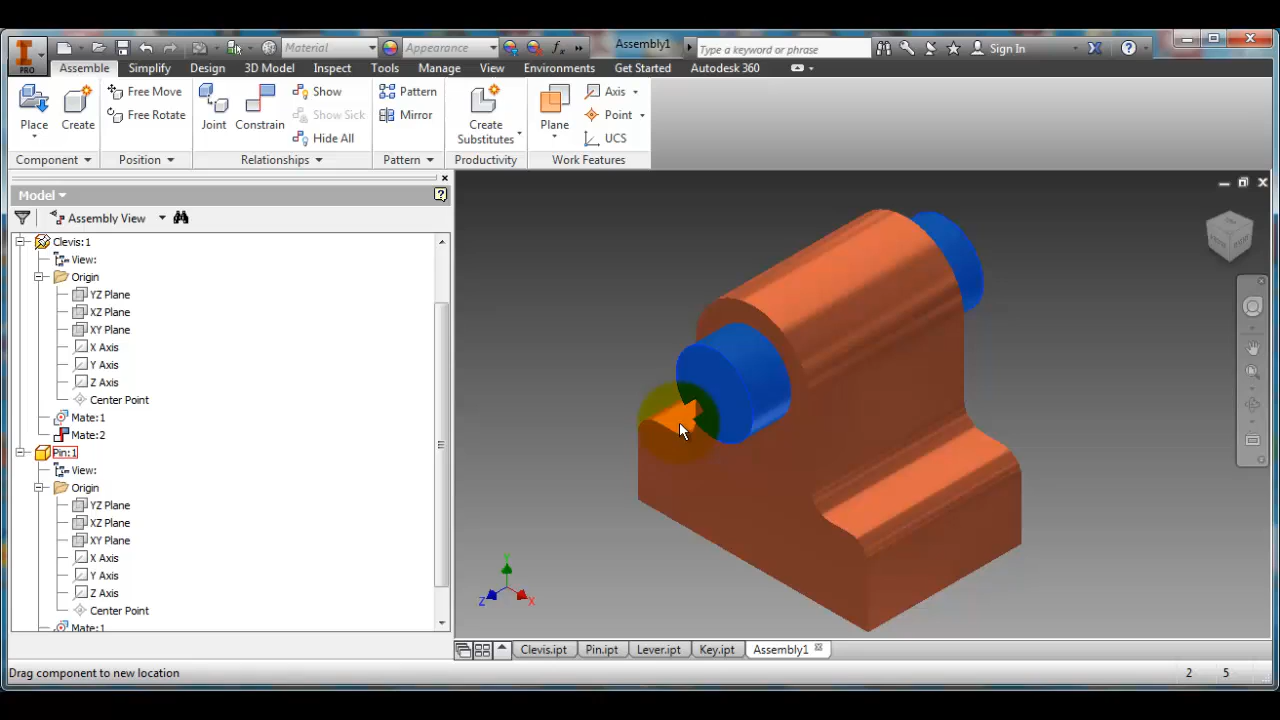 Material
Appearance
fx
Assembly1
Type a keyword or phrase
Sign In
PRO
Assemble
Simplify
Design
3D Model
Inspect
Tools
Manage
View
Environments
Get Started
Autodesk 360
Place
Create
Free Move
Free Rotate
Joint
Constrain
Show
Show Sick
Hide All
Pattern
Mirror
Create
Substitutes
Plane
Axis
Point
UCS
Component
Position
Relationships
Pattern
Productivity
Work Features
Model
Assembly View
Clevis:1
View:
Origin
YZ Plane
XZ Plane
XY Plane
X Axis
Y Axis
Z Axis
Center Point
Mate:1
Mate:2
Pin:1
View:
Origin
YZ Plane
XZ Plane
XY Plane
X Axis
Y Axis
Z Axis
Center Point
Mate:1
Y
Z
X
Clevis.ipt
Pin.ipt
Lever.ipt
Key.ipt
Assembly1
Drag component to new location
2
5